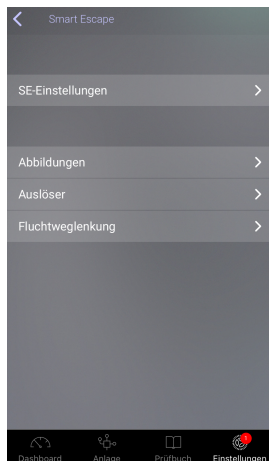 Smart Escape
SE-Einstellungen
Abbildungen
Auslöser
Fluchtweglenkung
1
Dashboard Anlage Prüfbuch Einstellungen